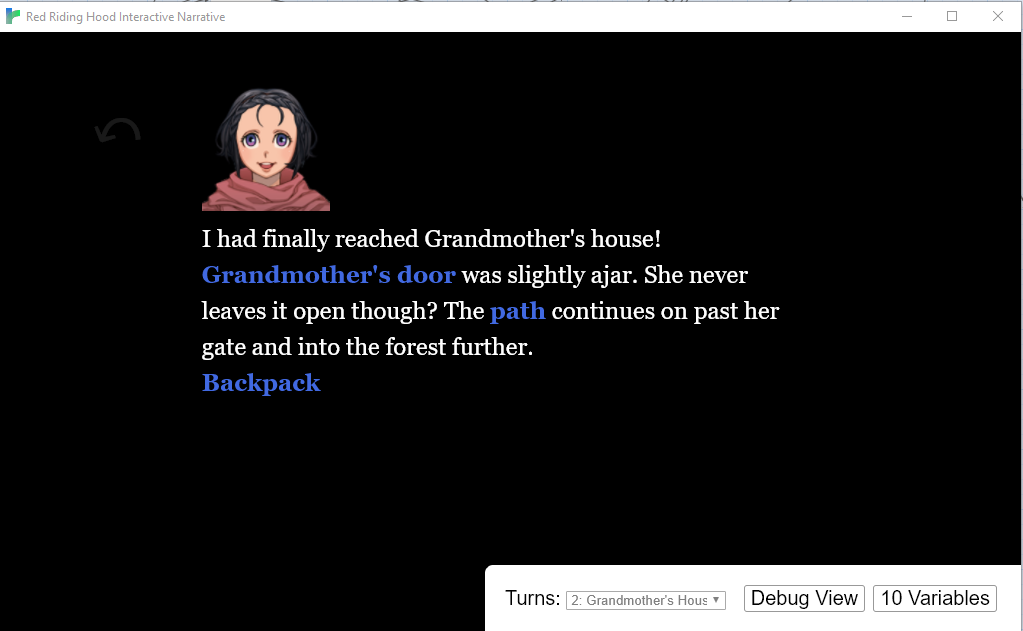 Red Riding Hood Interactive Narrative
I had finally reached Grandmother's house!
Grandmother's door was slightly ajar. She never
leaves it open though? The path continues on past her
gate and into the forest further.
Backpack
Turns: 2: Grandmother's Hous Debug View 10 Variables